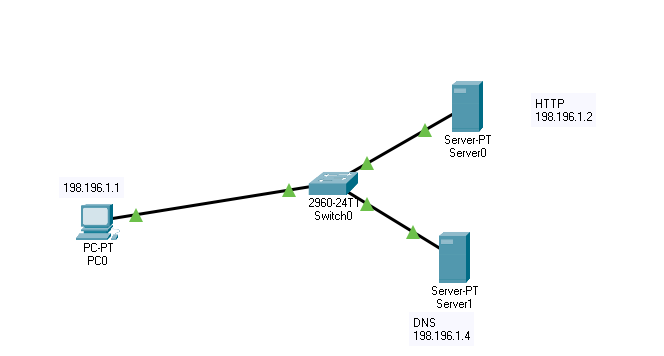 HTTP
198.196.1.2
Server-PT
Server0
198.196.1.1
2960-24TT
Switch0
PC-PT
PC0
Server-PT
Server1
DNS
198.196.1.4